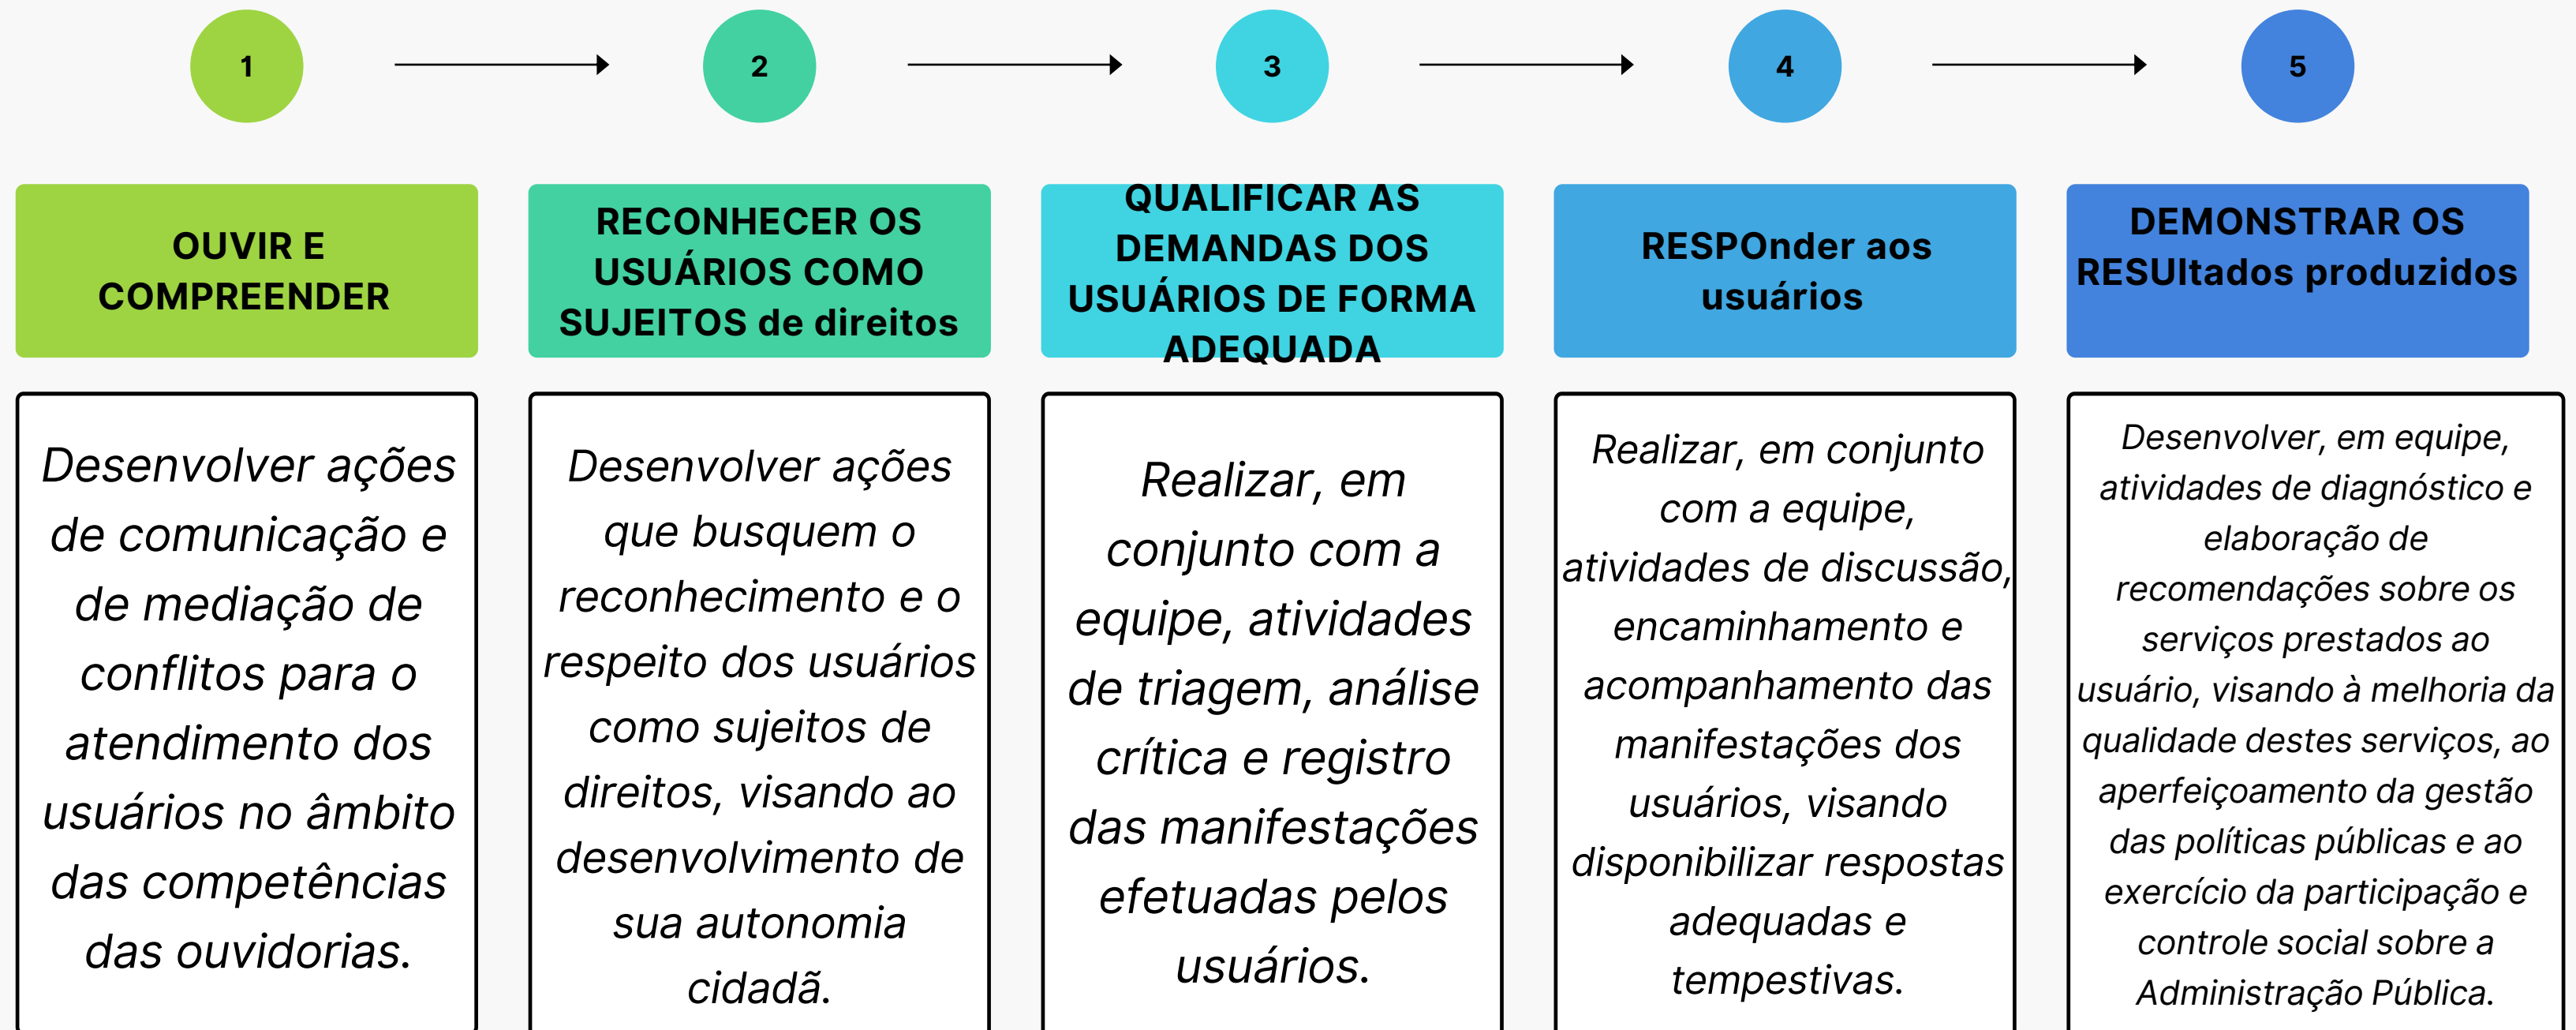 1
2
3
4
5
OUVIR E
COMPREENDER
RECONHECER OS
USUÁRIOS COMO
SUJEITOS de direitos
QUALIFICAR AS
DEMANDAS DOS
USUÁRIOS DE FORMA
ADEQUADA
RESPOnder aos
usuários
DEMONSTRAR OS
RESUltados produzidos
Desenvolver ações
de comunicação e
de mediação de
conflitos para o
atendimento dos
usuários no âmbito
das competências
das ouvidorias.
Desenvolver ações
que busquem o
reconhecimento e o
respeito dos usuários
como sujeitos de
direitos, visando ao
desenvolvimento de
sua autonomia
cidadã.
Realizar, em
conjunto com a
equipe, atividades
de triagem, análise
crítica e registro
das manifestações
efetuadas pelos
usuários.
Realizar, em conjunto
com a equipe,
atividades de discussão,
encaminhamento e
acompanhamento das
manifestações dos
usuários, visando
disponibilizar respostas
adequadas e
tempestivas.
Desenvolver, em equipe,
atividades de diagnóstico e
elaboração de
recomendações sobre os
serviços prestados ao
usuário, visando à melhoria da
qualidade destes serviços, ao
aperfeiçoamento da gestão
das políticas públicas e ao
exercício da participação e
controle social sobre a
Administração Pública.